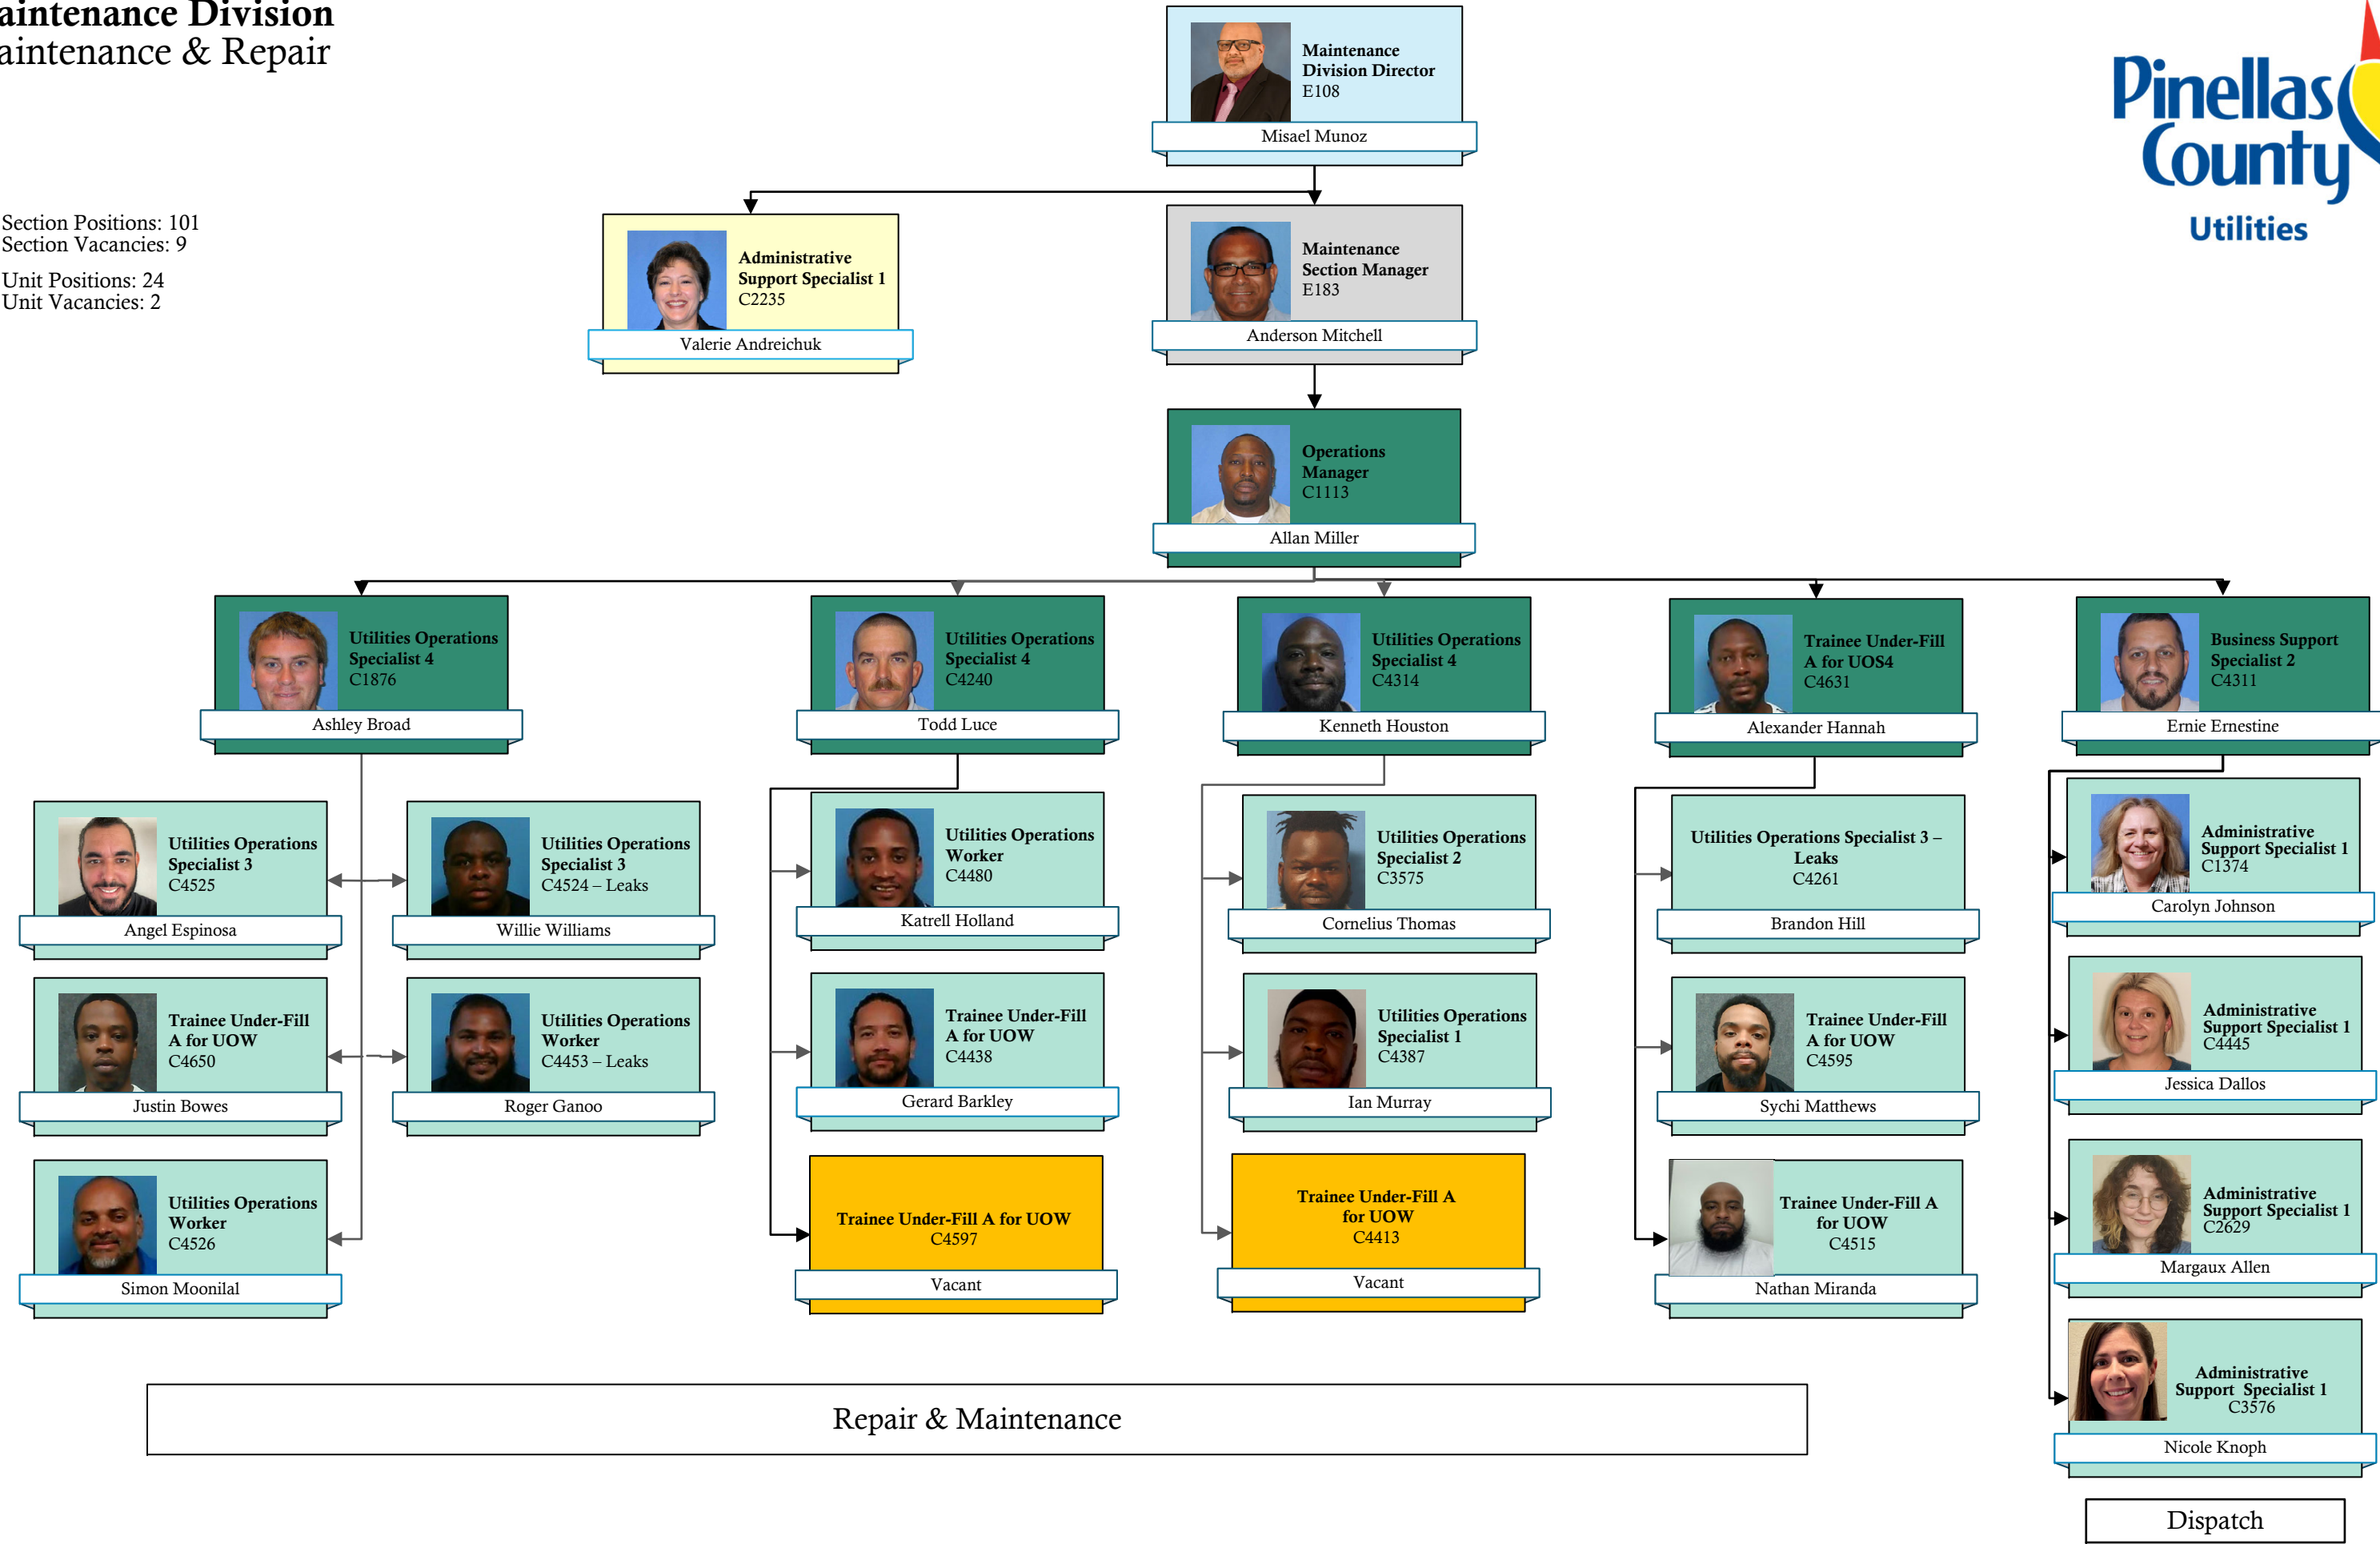 aintenance Division
aintenance & Repair
Section Positions: 101
Section Vacancies: 9
Unit Positions: 24
Unit Vacancies: 2
Maintenance
Division Director
E108
Misael Munoz
Pinellas
County
Utilities
Administrative
Support Specialist 1
C2235
Valerie Andreichuk
Maintenance
Section Manager
E183
Anderson Mitchell
Operations
Manager
C1113
Allan Miller
Utilities Operations
Specialist 4
C1876
Ashley Broad
Utilities Operations
Specialist 4
C4240
Todd Luce
Utilities Operations
Specialist 4
C4314
Kenneth Houston
Trainee Under-Fill
A for UOS4
C4631
Alexander Hannah
Business Support
Specialist 2
C4311
Ernie Ernestine
Utilities Operations
Specialist 3
C4525
Angel Espinosa
Utilities Operations
Specialist 3
C4524 – Leaks
Willie Williams
Trainee Under-Fill
A for UOW
C4650
Justin Bowes
Utilities Operations
Worker
C4453 – Leaks
Roger Ganoo
Utilities Operations
Worker
C4526
Simon Moonilal
Utilities Operations
Worker
C4480
Katrell Holland
Trainee Under-Fill
A for UOW
C4438
Gerard Barkley
Trainee Under-Fill A for UOW
C4597
Vacant
Utilities Operations
Specialist 2
C3575
Cornelius Thomas
Utilities Operations
Specialist 1
C4387
Ian Murray
Trainee Under-Fill A
for UOW
C4413
Vacant
Utilities Operations Specialist 3 –
Leaks
C4261
Brandon Hill
Trainee Under-Fill
A for UOW
C4595
Sychi Matthews
Trainee Under-Fill A
for UOW
C4515
Nathan Miranda
Administrative
Support Specialist 1
C1374
Carolyn Johnson
Administrative
Support Specialist 1
C4445
Jessica Dallos
Administrative
Support Specialist 1
C2629
Margaux Allen
Administrative
Support Specialist 1
C3576
Nicole Knoph
Repair & Maintenance
Dispatch